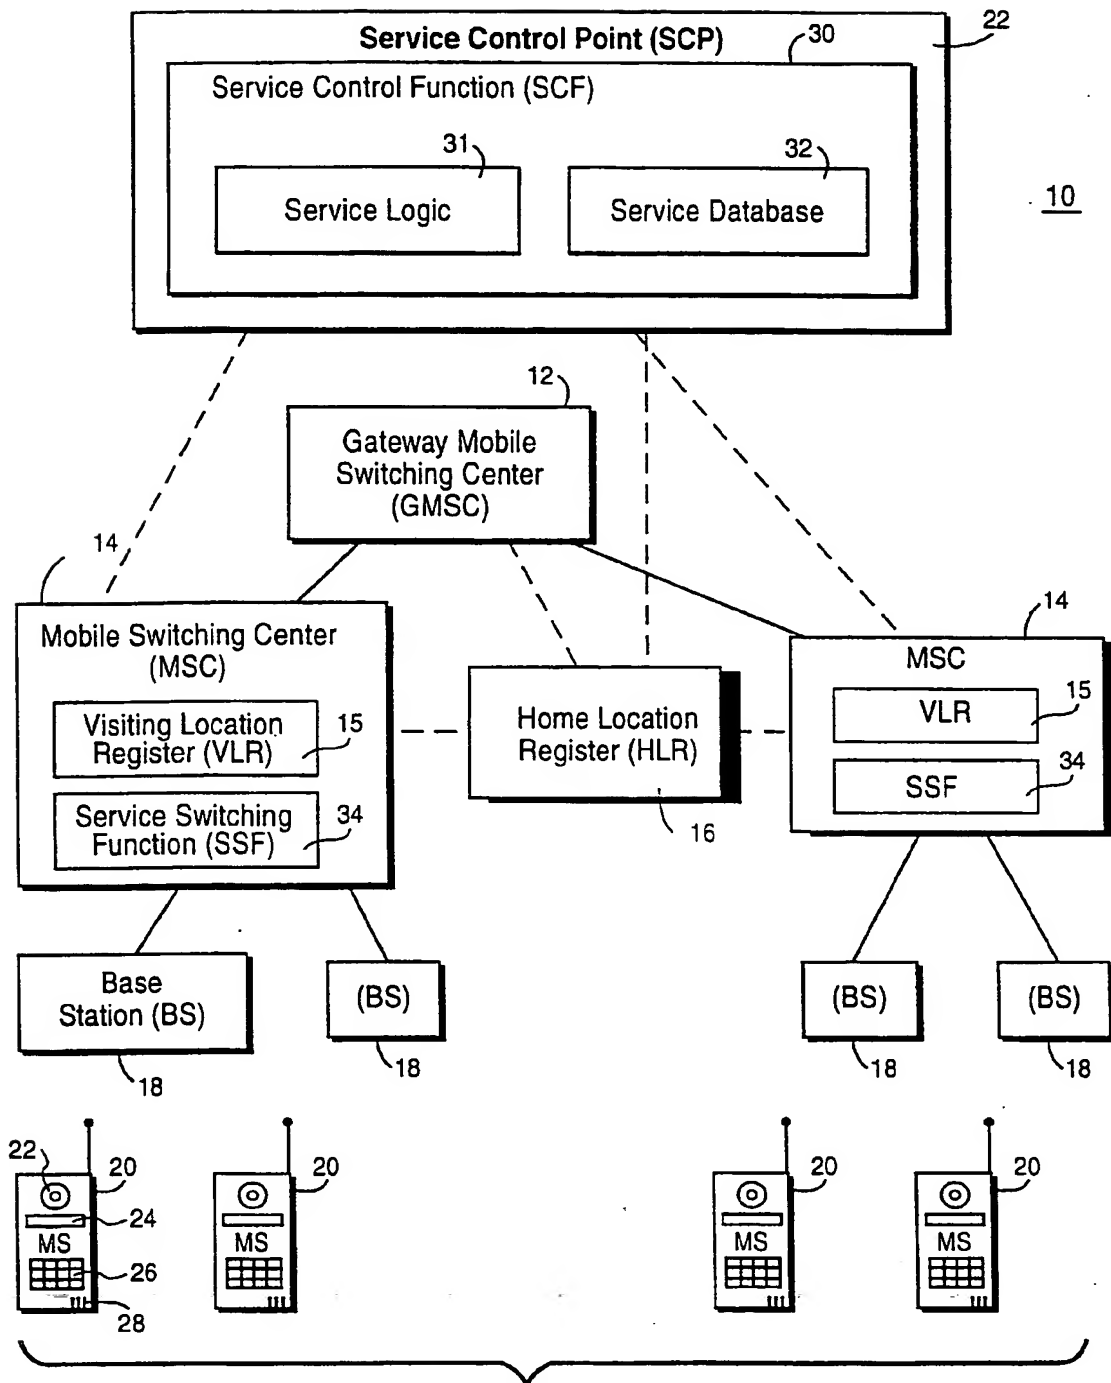 Service Control Point (SCP)
22
30
Service Control Function (SCF)
31
32
Service Logic
Service Database
10
12
Gateway Mobile
Switching Center
(GMSC)
14
14
Mobile Switching Center
(MSC)
MSC
Visiting Location
Register (VLR)
15
Home Location
Register (HLR)
VLR
15
Service Switching
Function (SSF)
34
16
SSF
34
Base
Station (BS)
(BS)
(BS)
(BS)
18
18
18
18
22
20
20
20
20
24
MS
MS
MS
MS
26
28